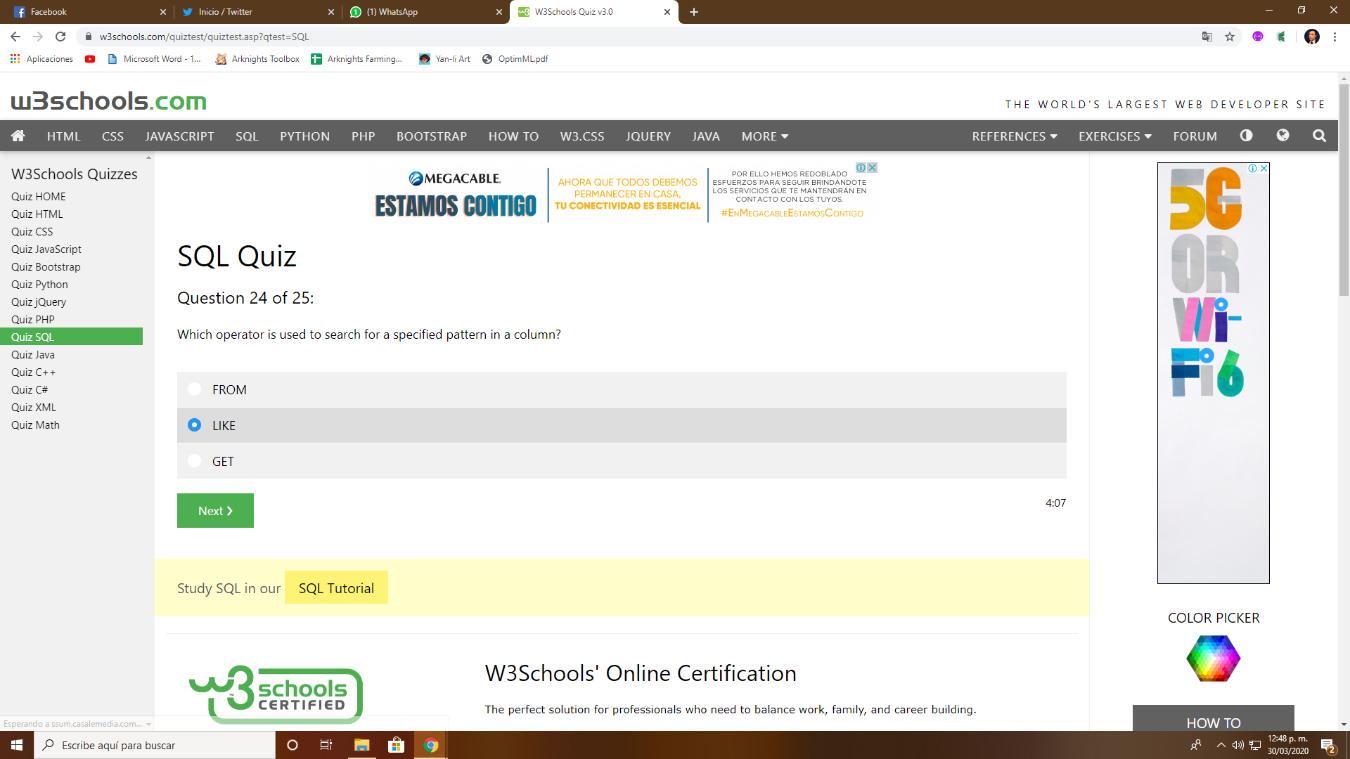 Facebook
Inicio / Twitter
(1) WhatsApp
W3Schools Quiz v3.0
w3schools.com/quiztest/quiztest.asp?qtest=SQL
Aplicaciones
Microsoft Word - 1...
Arknights Toolbox
Arknights Farming...
Yan-li Art
OptimML.pdf
w3schools.com
THE WORLD'S LARGEST WEB DEVELOPER SITE
HTML CSS JAVASCRIPT SQL PYTHON PHP BOOTSTRAP HOW TO W3.CSS JQUERY JAVA MORE REFERENCES EXERCISES FORUM
W3Schools Quizzes
Quiz HOME
Quiz HTML
Quiz CSS
Quiz JavaScript
Quiz Bootstrap
Quiz Python
Quiz jQuery
Quiz PHP
Quiz SQL
Quiz Java
Quiz C++
Quiz C#
Quiz XML
Quiz Math
MEGACABLE
ESTAMOS CONTIGO
AHORA QUE TODOS DEBEMOS
PERMANECER EN CASA,
TU CONECTIVIDAD ES ESENCIAL
POR ELLO HEMOS REDOBLADO
ESFUERZOS PARA SEGUIR BRINDANDOTE
LOS SERVICIOS QUE TE MANTENDRÁN EN
CONTACTO CON LOS TUYOS.
#EnMegacableEstamosContigo
SQL Quiz
Question 24 of 25:
Which operator is used to search for a specified pattern in a column?
FROM
LIKE
GET
Next ❯
4:07
Study SQL in our SQL Tutorial
w3schools
CERTIFIED
W3Schools' Online Certification
The perfect solution for professionals who need to balance work, family, and career building.
5G
OR
Wi-
Fi6
COLOR PICKER
HOW TO
Esperando a ssum.casalemedia.com...
Escribe aquí para buscar
12:48 p. m.
30/03/2020
2